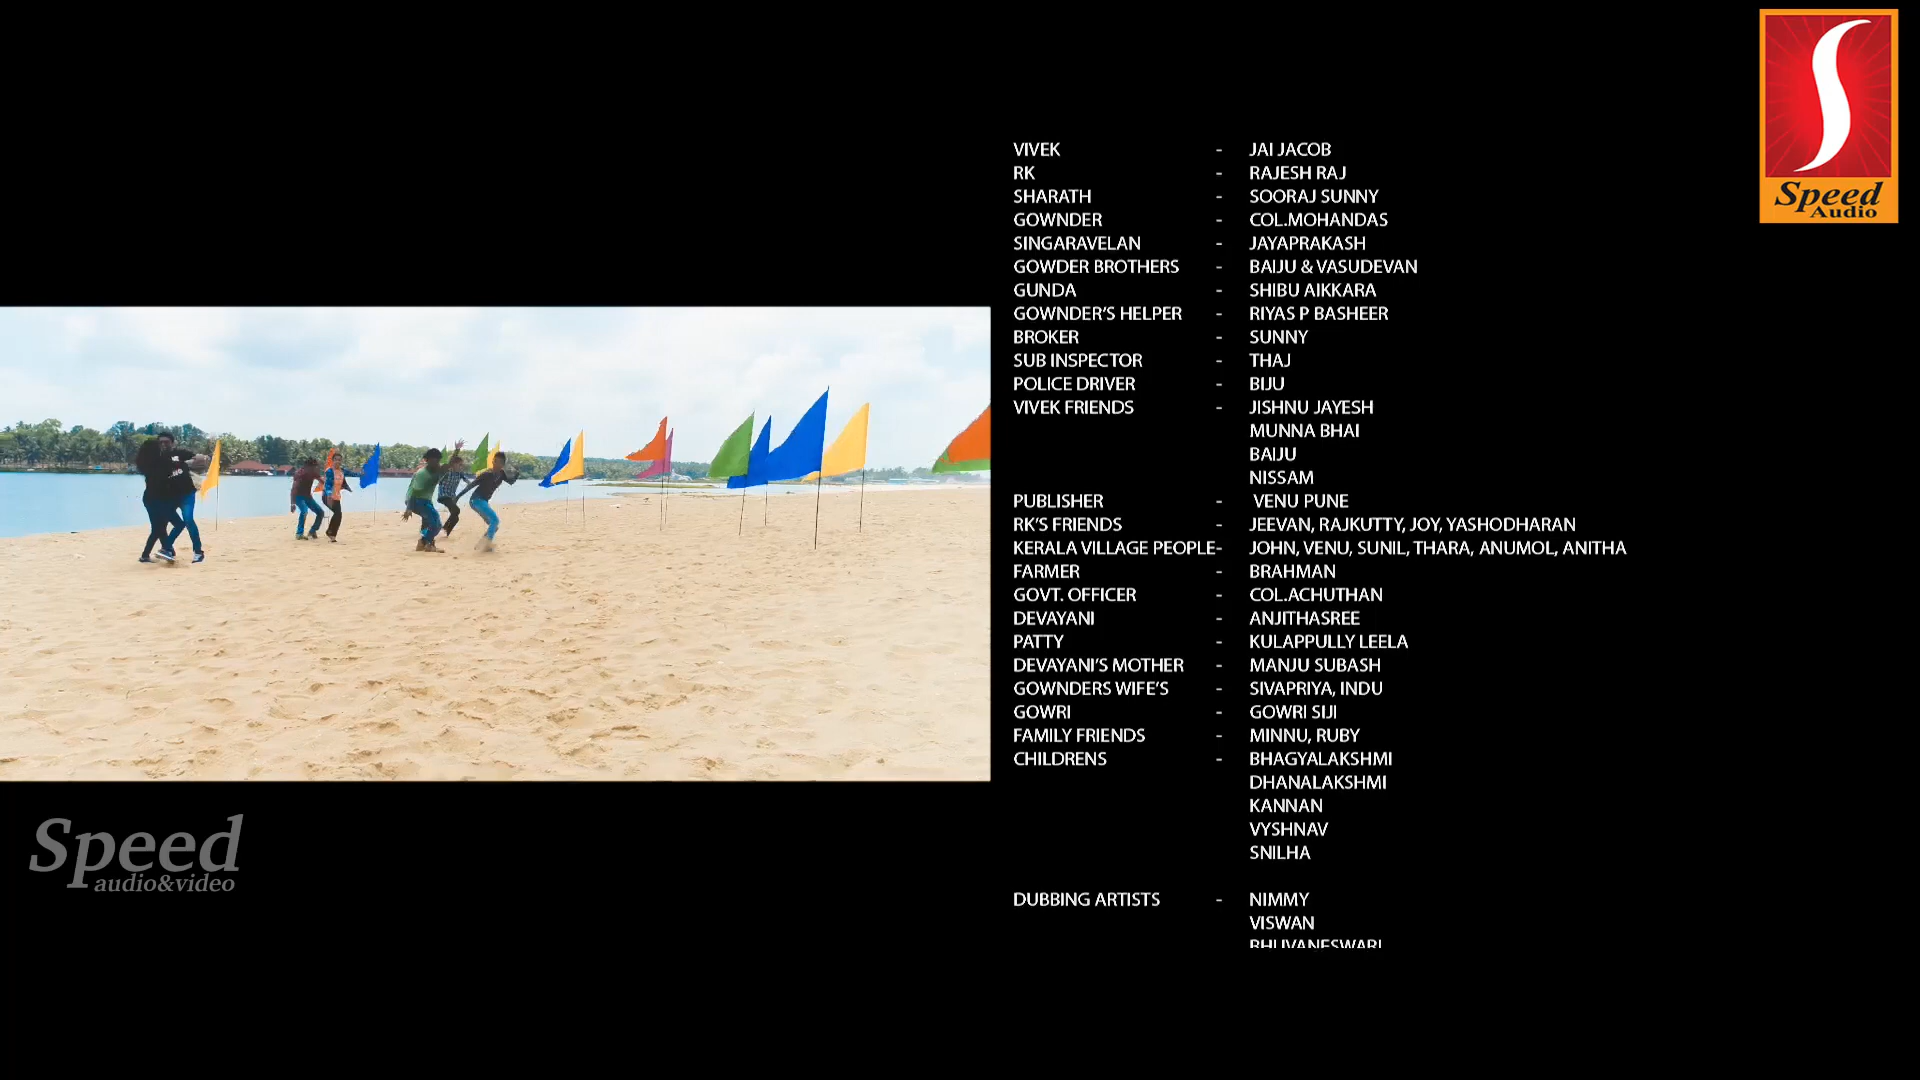 VIVEK - JAI JACOB
RK - RAJESH RAJ
SHARATH - SOORAJ SUNNY
GOWNDER - COL.MOHANDAS
SINGARAVELAN - JAYAPRAKASH
GOWDER BROTHERS - BAIJU & VASUDEVAN
GUNDA - SHIBU AIKKARA
GOWNDER'S HELPER - RIYAS P BASHEER
BROKER - SUNNY
SUB INSPECTOR - THAJ
POLICE DRIVER - BIJU
VIVEK FRIENDS - JISHNU JAYESH
MUNNA BHAI
BAIJU
NISSAM
PUBLISHER - VENU PUNE
RK'S FRIENDS - JEEVAN, RAJKUTTY, JOY, YASHODHARAN
KERALA VILLAGE PEOPLE- JOHN, VENU, SUNIL, THARA, ANUMOL, ANITHA
FARMER - BRAHMAN
GOVT. OFFICER - COL.ACHUTHAN
DEVAYANI - ANJITHASREE
PATTY - KULAPPULLY LEELA
DEVAYANI'S MOTHER - MANJU SUBASH
GOWNDERS WIFE'S - SIVAPRIYA, INDU
GOWRI - GOWRI SIJI
FAMILY FRIENDS - MINNU, RUBY
CHILDRENS - BHAGYALAKSHMI
DHANALAKSHMI
KANNAN
VYSHNAV
SNILHA
DUBBING ARTISTS - NIMMY
VISWAN
BHUVANESWARI
S
Speed
Audio
Speed
audio&video